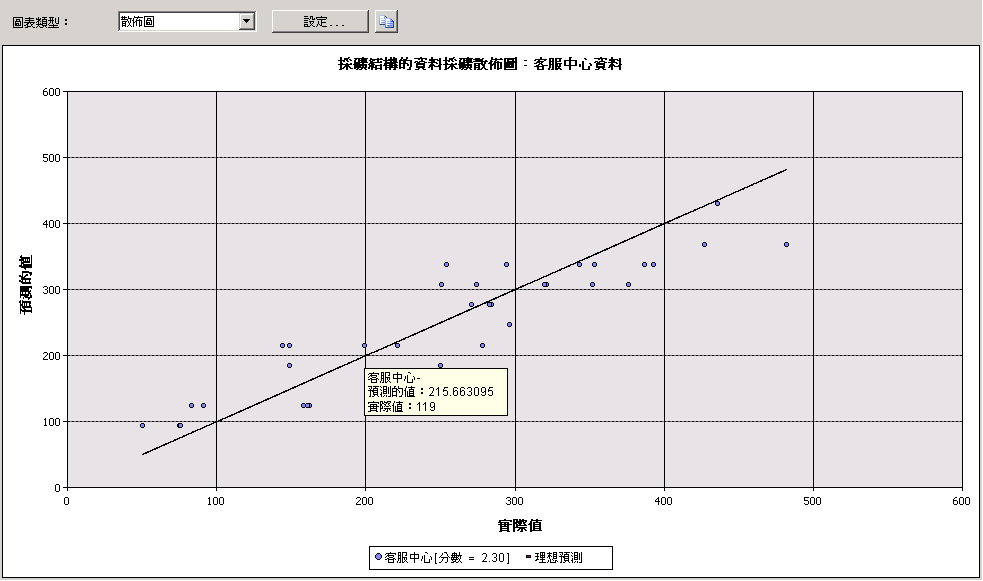 圖表類型：
散佈圖
設定...
採礦結構的資料採礦散佈圖：客服中心資料
600
500
400
300
200
100
0
預測的值
客服中心-
預測的值：215.663095
實際值：119
0 100 200 300 400 500 600
實際值
客服中心[分數 = 2.30] 理想預測